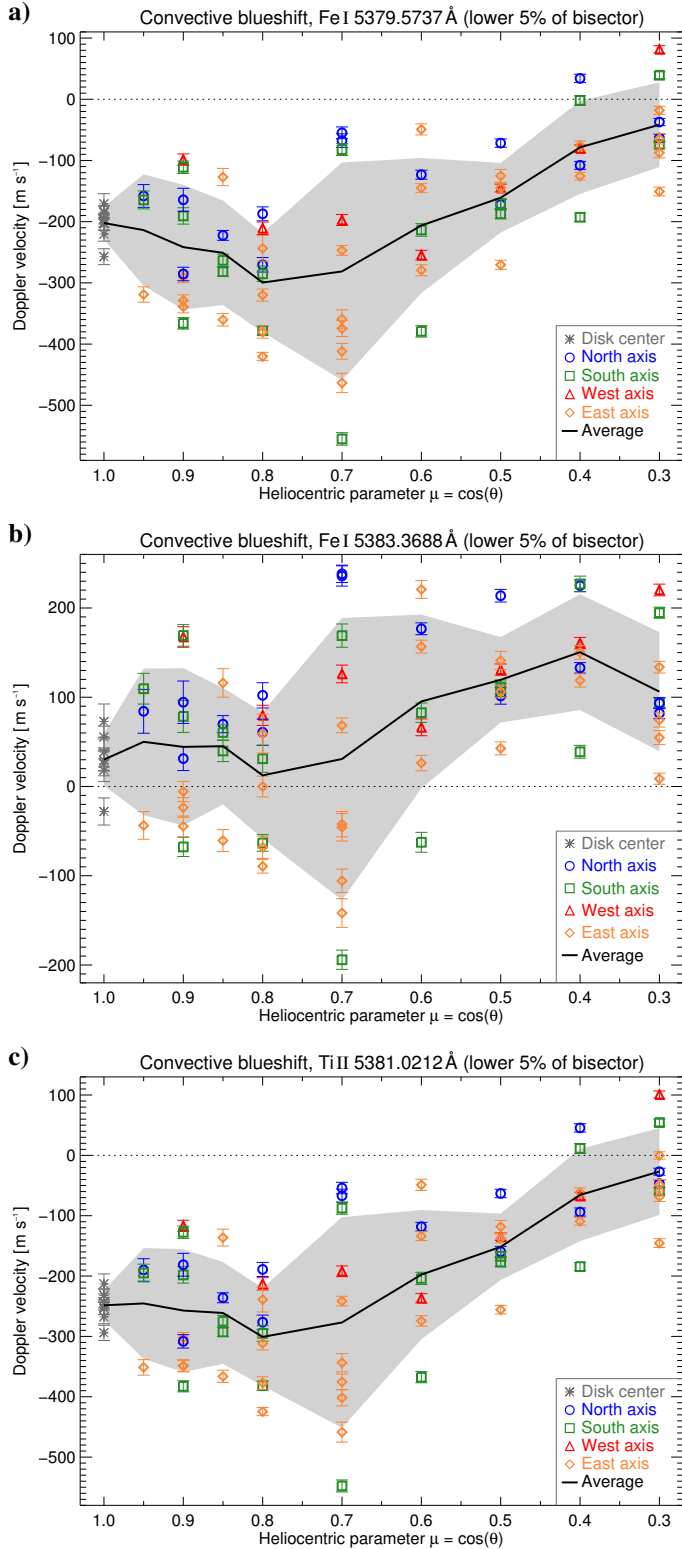 a)
Convective blueshift, Fe I 5379.5737 Å (lower 5% of bisector)
Doppler velocity [m s⁻¹]
100
0
−100
−200
−300
−400
−500
Disk center
North axis
South axis
West axis
East axis
Average
1.0 0.9 0.8 0.7 0.6 0.5 0.4 0.3
Heliocentric parameter μ = cos(θ)
b)
Convective blueshift, Fe I 5383.3688 Å (lower 5% of bisector)
Doppler velocity [m s⁻¹]
200
100
0
−100
−200
Disk center
North axis
South axis
West axis
East axis
Average
1.0 0.9 0.8 0.7 0.6 0.5 0.4 0.3
Heliocentric parameter μ = cos(θ)
c)
Convective blueshift, Ti II 5381.0212 Å (lower 5% of bisector)
Doppler velocity [m s⁻¹]
100
0
−100
−200
−300
−400
−500
Disk center
North axis
South axis
West axis
East axis
Average
1.0 0.9 0.8 0.7 0.6 0.5 0.4 0.3
Heliocentric parameter μ = cos(θ)